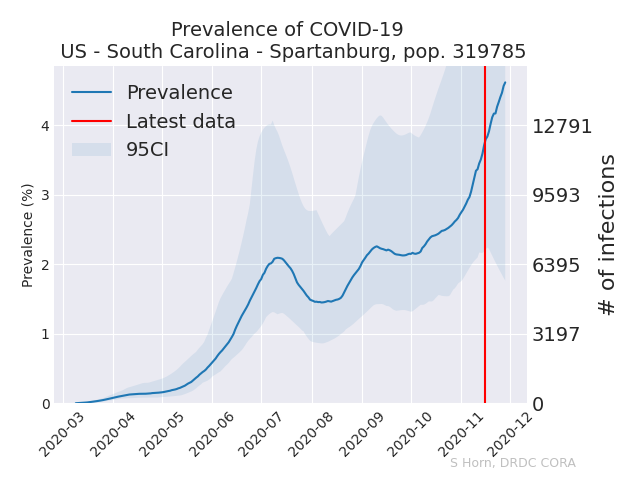 Prevalence of COVID-19
US - South Carolina - Spartanburg, pop. 319785
Prevalence
Latest data
95CI
Prevalence (%)
4
3
2
1
0
12791
9593
6395
3197
0
# of infections
2020-03
2020-04
2020-05
2020-06
2020-07
2020-08
2020-09
2020-10
2020-11
2020-12
S Horn, DRDC CORA